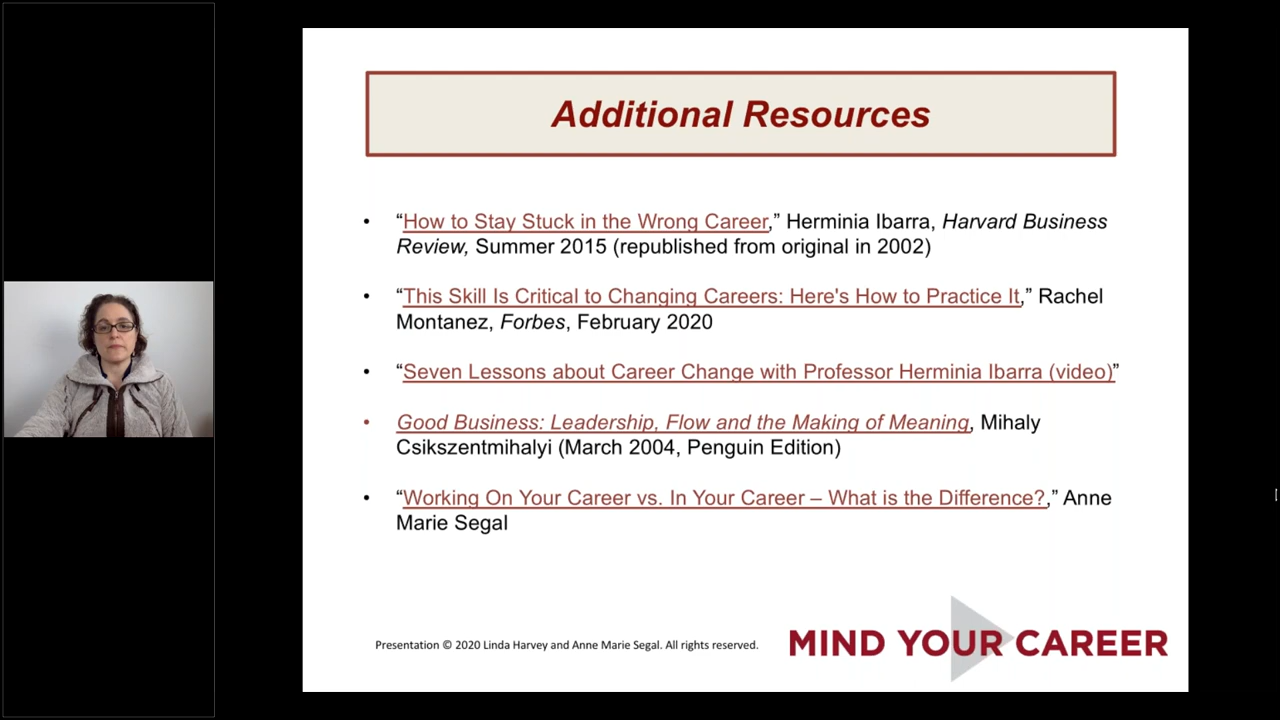 Additional Resources
• “How to Stay Stuck in the Wrong Career,” Herminia Ibarra, Harvard Business
Review, Summer 2015 (republished from original in 2002)
• “This Skill Is Critical to Changing Careers: Here's How to Practice It,” Rachel
Montanez, Forbes, February 2020
• “Seven Lessons about Career Change with Professor Herminia Ibarra (video)”
• Good Business: Leadership, Flow and the Making of Meaning, Mihaly
Csikszentmihalyi (March 2004, Penguin Edition)
• “Working On Your Career vs. In Your Career – What is the Difference?,” Anne
Marie Segal
Presentation © 2020 Linda Harvey and Anne Marie Segal. All rights reserved.
MIND YOUR CAREER